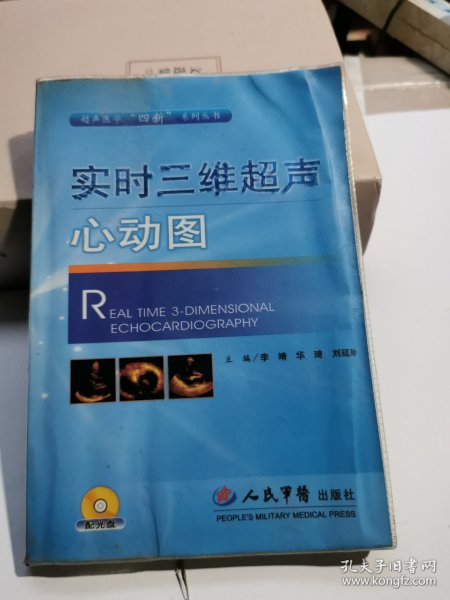 超声医学“四新”系列丛书
实时三维超声
心动图
REAL TIME 3-DIMENSIONAL
ECHOCARDIOGRAPHY
主 编/李 靖 华 琦 刘延玲
人民军医 出版社
PEOPLE'S MILITARY MEDICAL PRESS
配光盘
孔夫子旧书网
www.kongfz.com